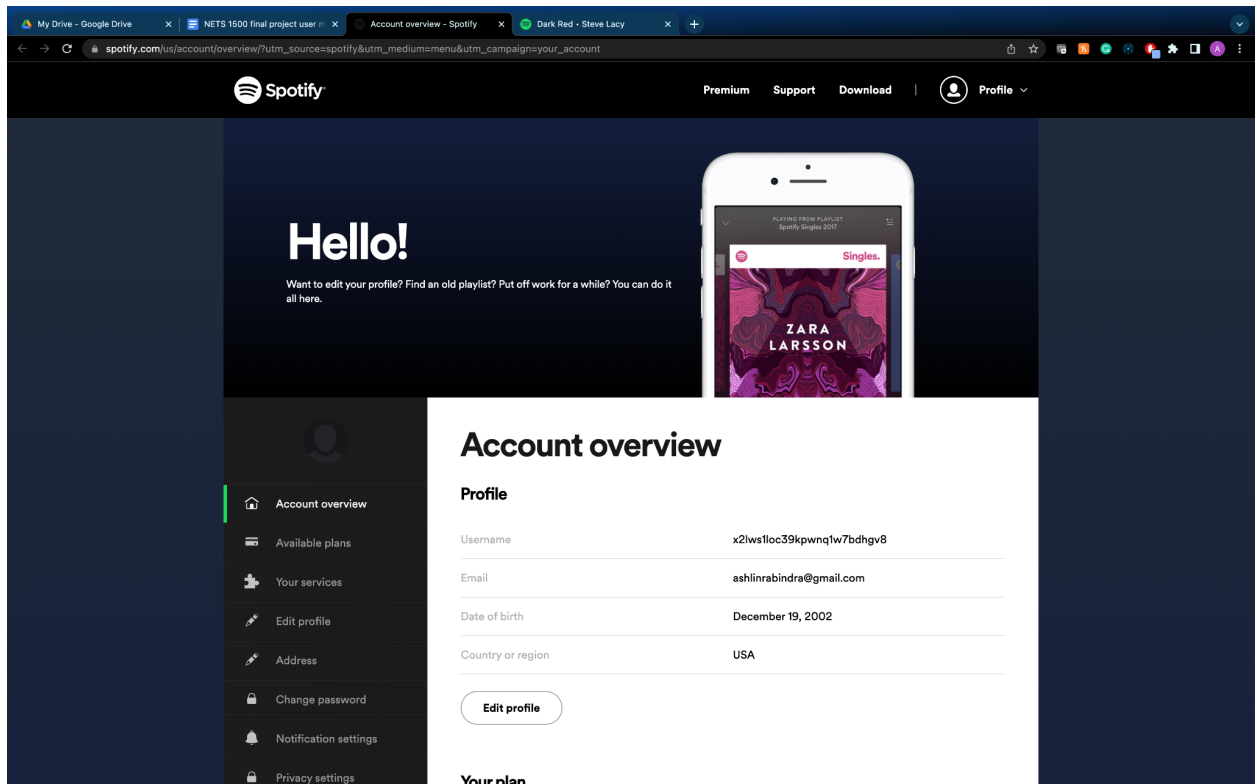 My Drive - Google Drive
NETS 1500 final project user m
Account overview - Spotify
Dark Red • Steve Lacy
spotify.com/us/account/overview/?utm_source=spotify&utm_medium=menu&utm_campaign=your_account
A
Spotify
Premium Support Download | Profile
Hello!
Want to edit your profile? Find an old playlist? Put off work for a while? You can do it
all here.
PLAYING FROM PLAYLIST
Spotify Singles 2017
Singles.
ZARA
LARSSON
Account overview
Available plans
Your services
Edit profile
Address
Change password
Notification settings
Privacy settings
Account overview
Profile
Username x2lws1loc39kpwnq1w7bdhgv8
Email ashlinrabindra@gmail.com
Date of birth December 19, 2002
Country or region USA
Edit profile
Your plan